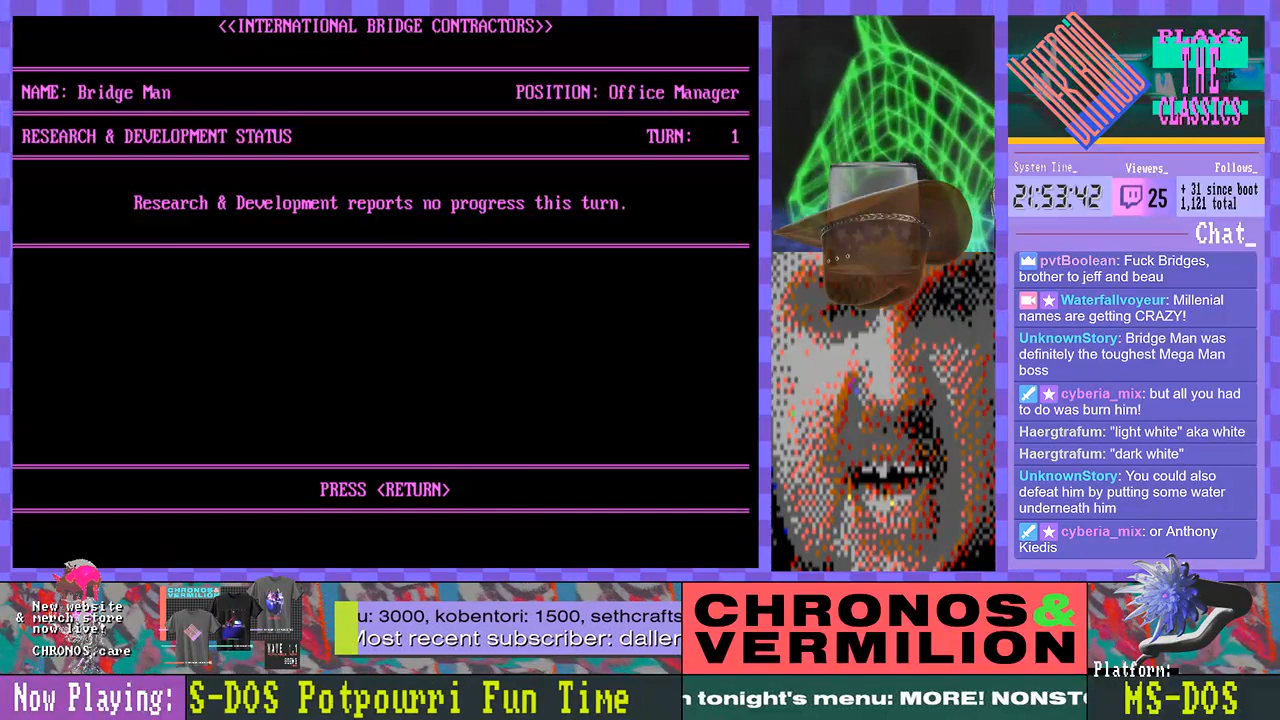 <<INTERNATIONAL BRIDGE CONTRACTORS>>
NAME: Bridge Man POSITION: Office Manager
RESEARCH & DEVELOPMENT STATUS TURN: 1
Research & Development reports no progress this turn.
PRESS <RETURN>
PLAYS
THE
CLASSICS
System Time_ Viewers_ Follows_
21:53:42 25 + 31 since boot
1,121 total
Chat_
pvtBoolean: Fuck Bridges,
brother to jeff and beau
Waterfallvoyeur: Millenial
names are getting CRAZY!
UnknownStory: Bridge Man was
definitely the toughest Mega Man
boss
cyberia_mix: but all you had
to do was burn him!
Haergtrafum: "light white" aka white
Haergtrafum: "dark white"
UnknownStory: You could also
defeat him by putting some water
underneath him
cyberia_mix: or Anthony
Kiedis
New website
& merch store
now live!
CHRONOS.care
CHRONOS&
u: 3000, kobentori: 1500, sethcrafts
Most recent subscriber: daller
CHRONOS&
VERMILION
Platform:
MS-DOS
Now Playing: S-DOS Potpourri Fun Time
n tonight's menu: MORE! NONST